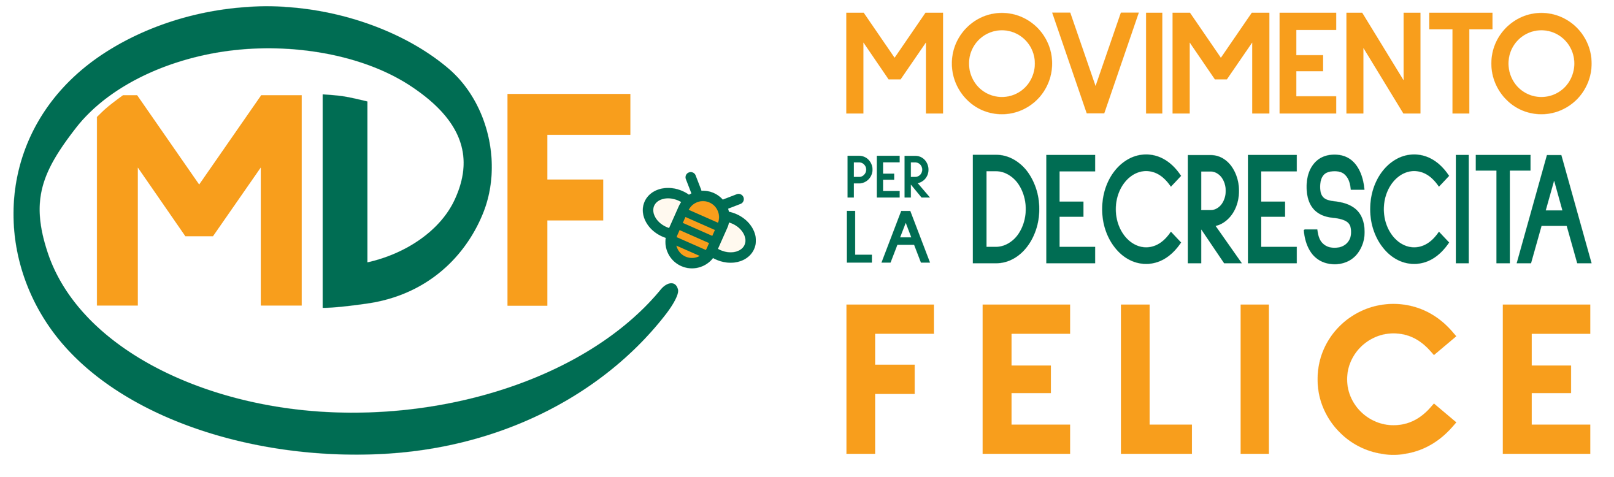 MDF
MOVIMENTO
PER LA DECRESCITA
FELICE